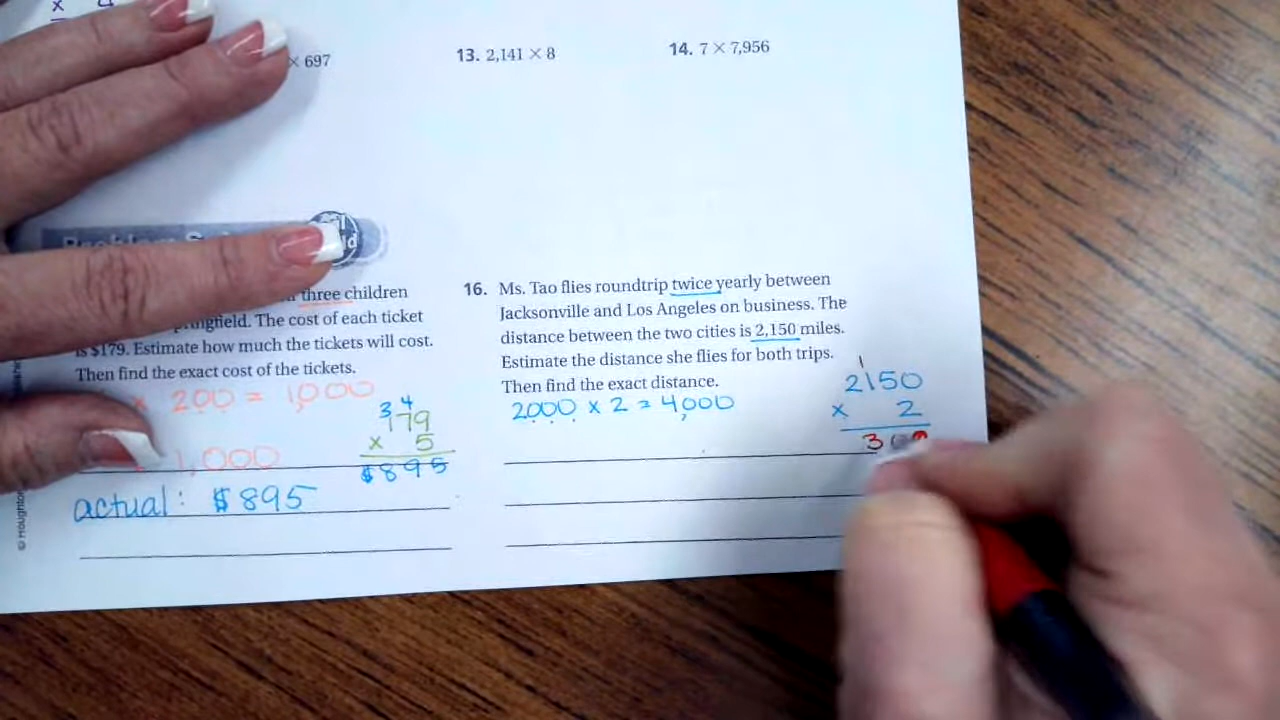 × 697
13. 2,141 × 8
14. 7 × 7,956
three children
The cost of each ticket
is $179. Estimate how much the tickets will cost.
Then find the exact cost of the tickets.
x 200 = 1,000
1,000
34
179
x 5
$895
actual: $895
16. Ms. Tao flies roundtrip twice yearly between
Jacksonville and Los Angeles on business. The
distance between the two cities is 2,150 miles.
Estimate the distance she flies for both trips.
Then find the exact distance.
2000 x 2 = 4,000
1
2150
x 2
3